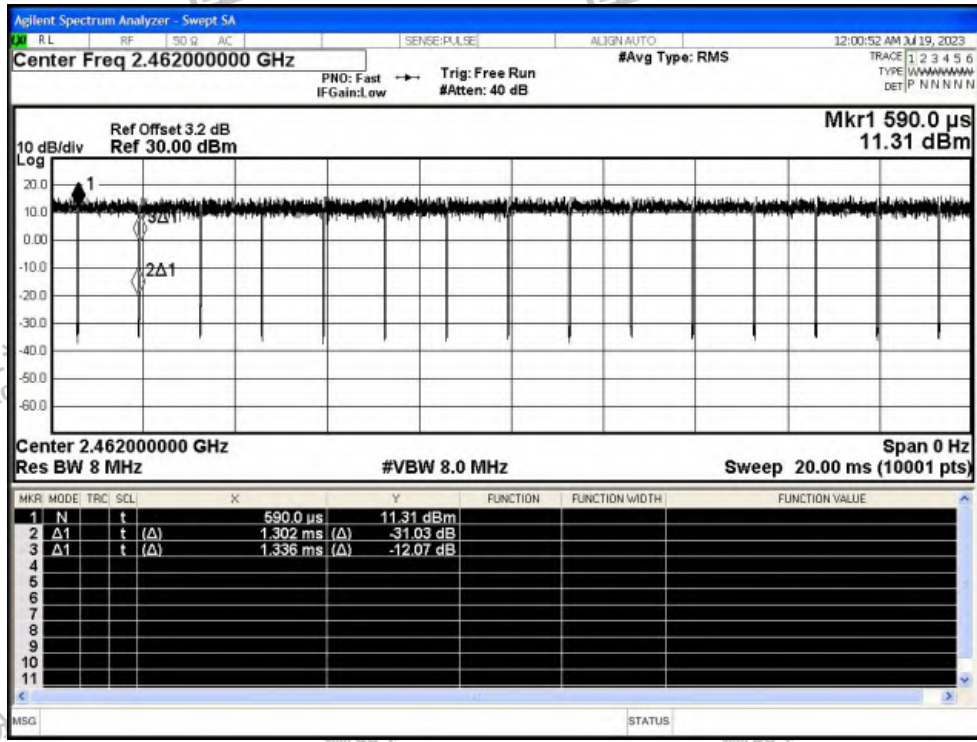 Agilent Spectrum Analyzer - Swept SA
RL RF 50 Ω AC SENSE:PULSE ALIGN AUTO 12:00:52 AM Jul 19, 2023
Center Freq 2.462000000 GHz #Avg Type: RMS TRACE 1 2 3 4 5 6
PNO: Fast Trig: Free Run TYPE
IFGain:Low #Atten: 40 dB DET P N N N N N
Mkr1 590.0 µs
Ref Offset 3.2 dB
10 dB/div Ref 30.00 dBm 11.31 dBm
Log
20.0
1
10.0
3Δ1
0.00
-10.0
2Δ1
-20.0
-30.0
-40.0
-50.0
-60.0
Center 2.462000000 GHz Span 0 Hz
Res BW 8 MHz #VBW 8.0 MHz Sweep 20.00 ms (10001 pts)
MKR MODE TRC SCL X Y FUNCTION FUNCTION WIDTH FUNCTION VALUE
1 N t 590.0 µs 11.31 dBm
2 Δ1 t (Δ) 1.302 ms (Δ) -31.03 dB
3 Δ1 t (Δ) 1.336 ms (Δ) -12.07 dB
4
5
6
7
8
9
10
11
MSG STATUS